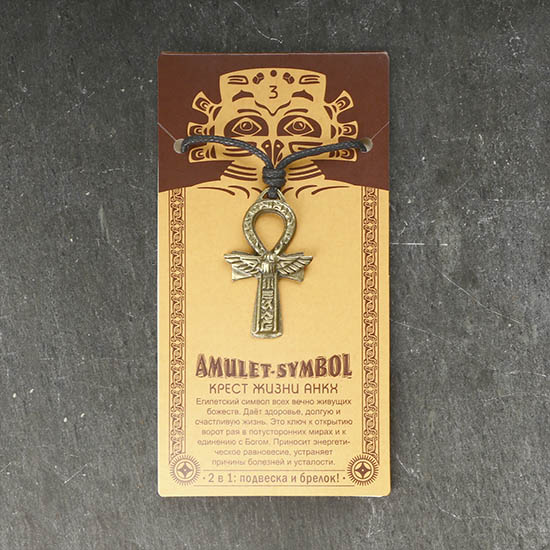 3
AMULET-SYMBOL
КРЕСТ ЖИЗНИ АНКХ
Египетский символ всех вечно живущих
божеств. Даёт здоровье, долгую и
счастливую жизнь. Это ключ к открытию
ворот рая в потусторонних мирах и к
единению с Богом. Приносит энергети-
ческое равновесие, устраняет
причины болезней и усталости.
· 2 в 1: подвеска и брелок! ·